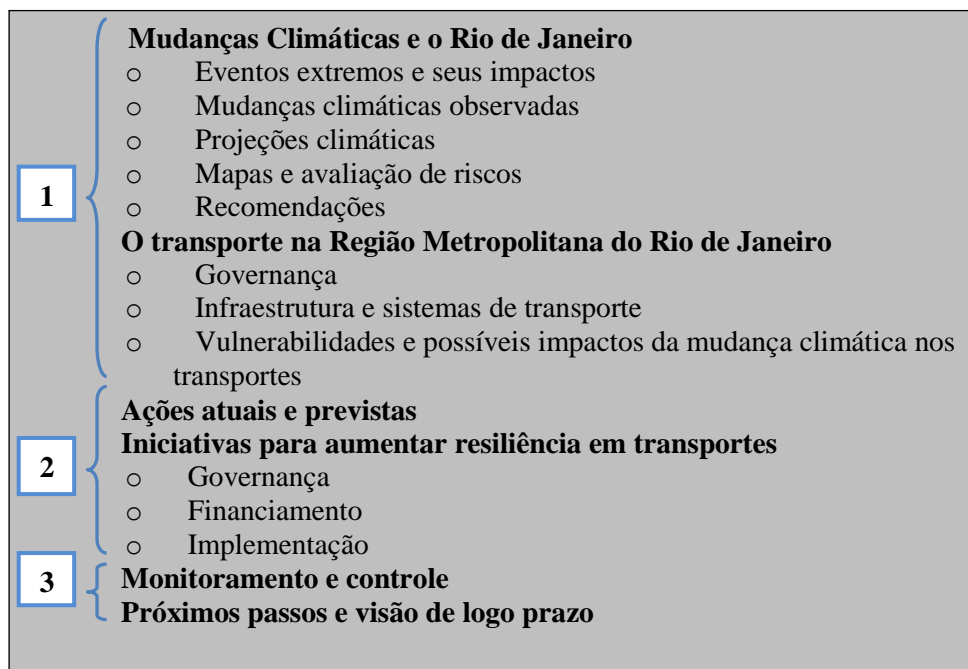 Mudanças Climáticas e o Rio de Janeiro
o Eventos extremos e seus impactos
o Mudanças climáticas observadas
o Projeções climáticas
o Mapas e avaliação de riscos
1
o Recomendações
O transporte na Região Metropolitana do Rio de Janeiro
o Governança
o Infraestrutura e sistemas de transporte
o Vulnerabilidades e possíveis impactos da mudança climática nos
transportes
Ações atuais e previstas
Iniciativas para aumentar resiliência em transportes
2
o Governança
o Financiamento
o Implementação
3
Monitoramento e controle
Próximos passos e visão de logo prazo